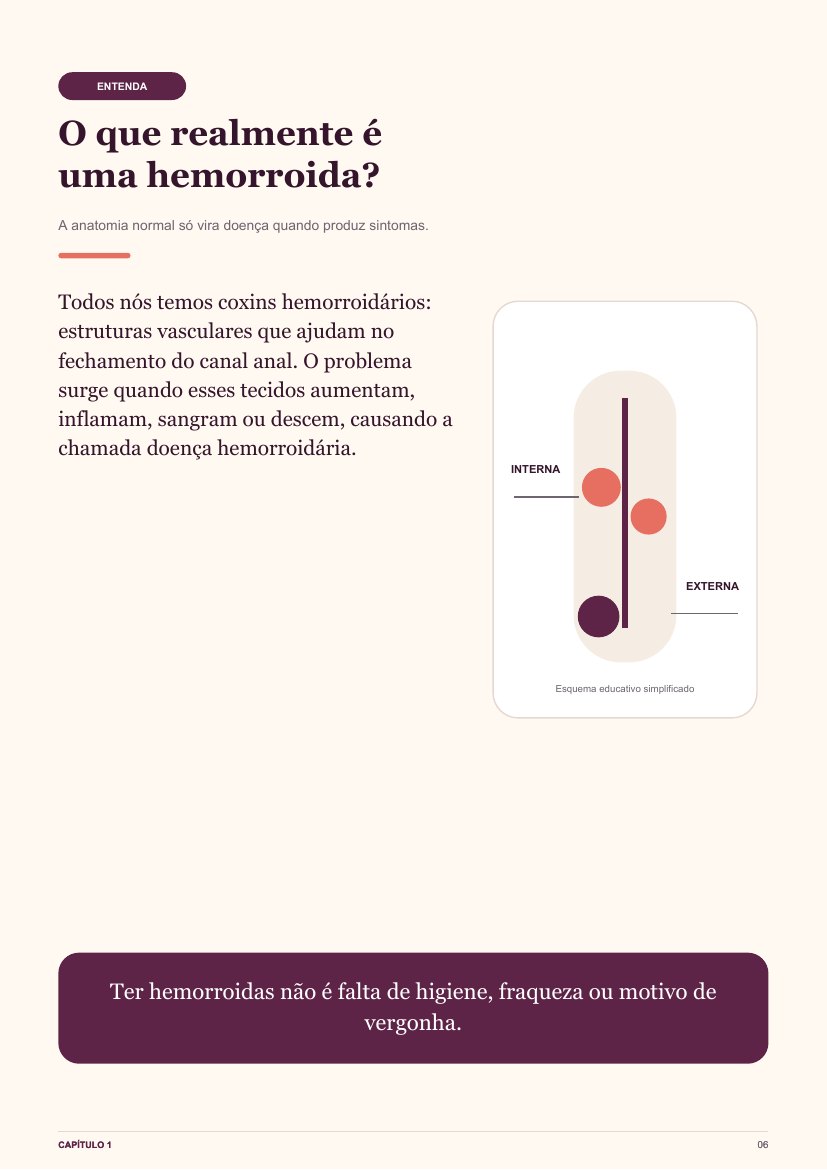 ENTENDA
O que realmente é
uma hemorroida?
A anatomia normal só vira doença quando produz sintomas.
Todos nós temos coxins hemorroidários:
estruturas vasculares que ajudam no
fechamento do canal anal. O problema
surge quando esses tecidos aumentam,
inflamam, sangram ou descem, causando a
chamada doença hemorroidária.
INTERNA
EXTERNA
Esquema educativo simplificado
Ter hemorroidas não é falta de higiene, fraqueza ou motivo de
vergonha.
CAPÍTULO 1
06